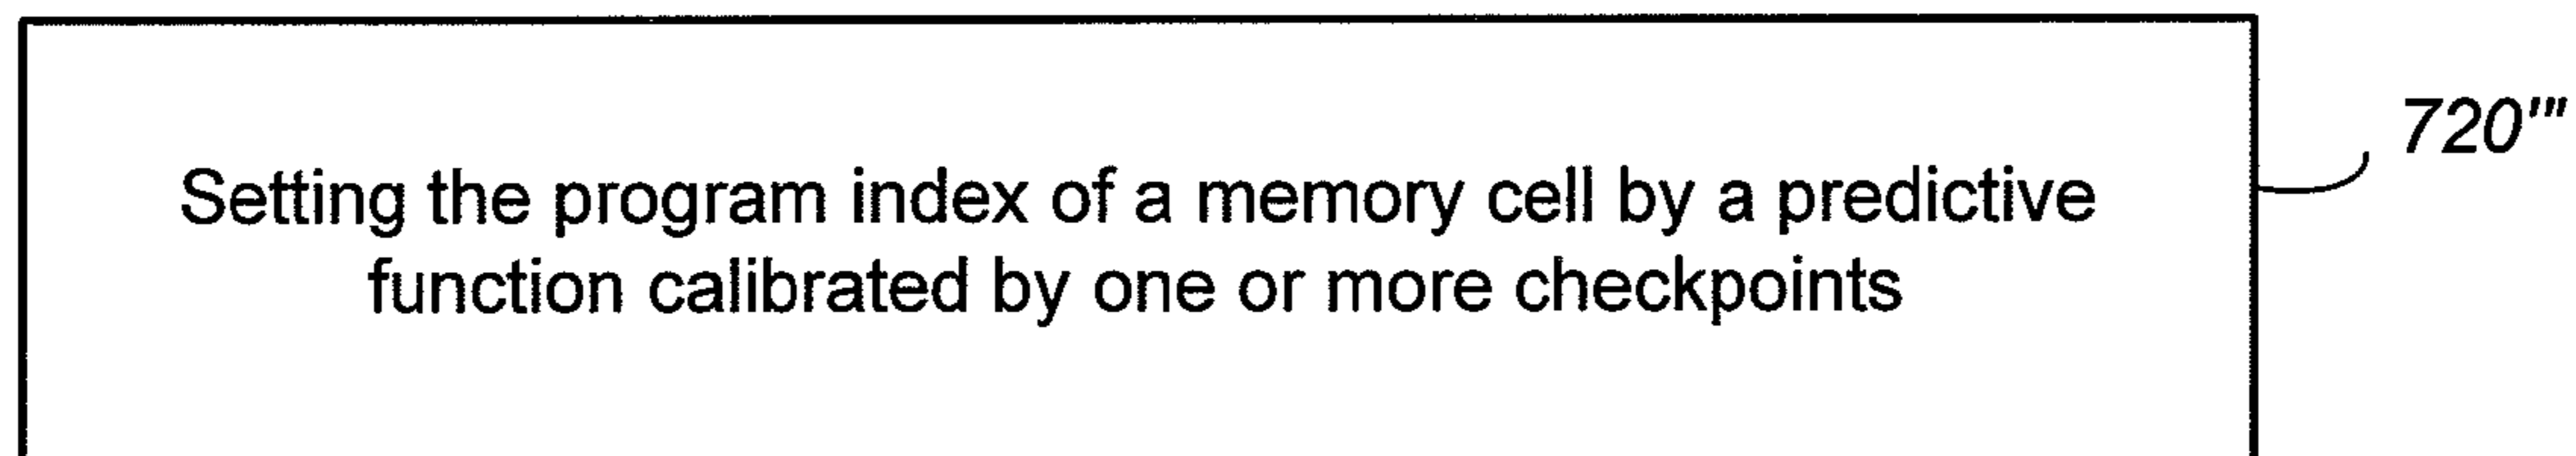 720'''
Setting the program index of a memory cell by a predictive
function calibrated by one or more checkpoints